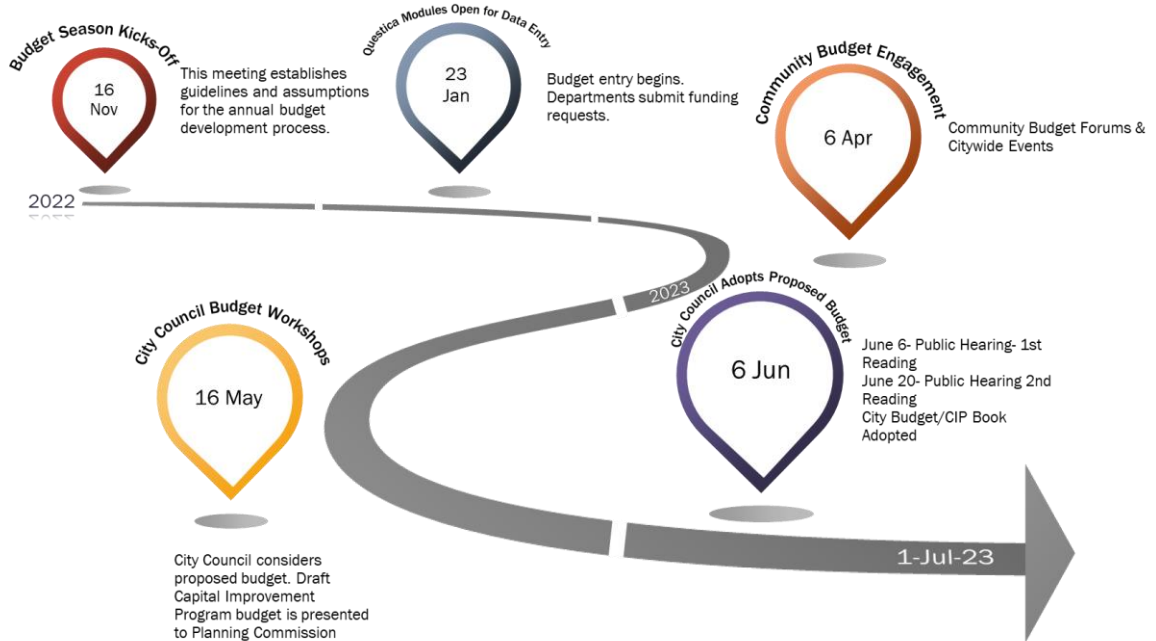 Budget Season Kicks-Off
16
Nov
This meeting establishes
guidelines and assumptions
for the annual budget
development process.
Questica Modules Open for Data Entry
23
Jan
Budget entry begins.
Departments submit funding
requests.
Community Budget Engagement
6 Apr
Community Budget Forums &
Citywide Events
2022
2023
City Council Budget Workshops
16 May
City Council considers
proposed budget. Draft
Capital Improvement
Program budget is presented
to Planning Commission
City Council Adopts Proposed Budget
6 Jun
June 6- Public Hearing- 1st
Reading
June 20- Public Hearing 2nd
Reading
City Budget/CIP Book
Adopted
1-Jul-23